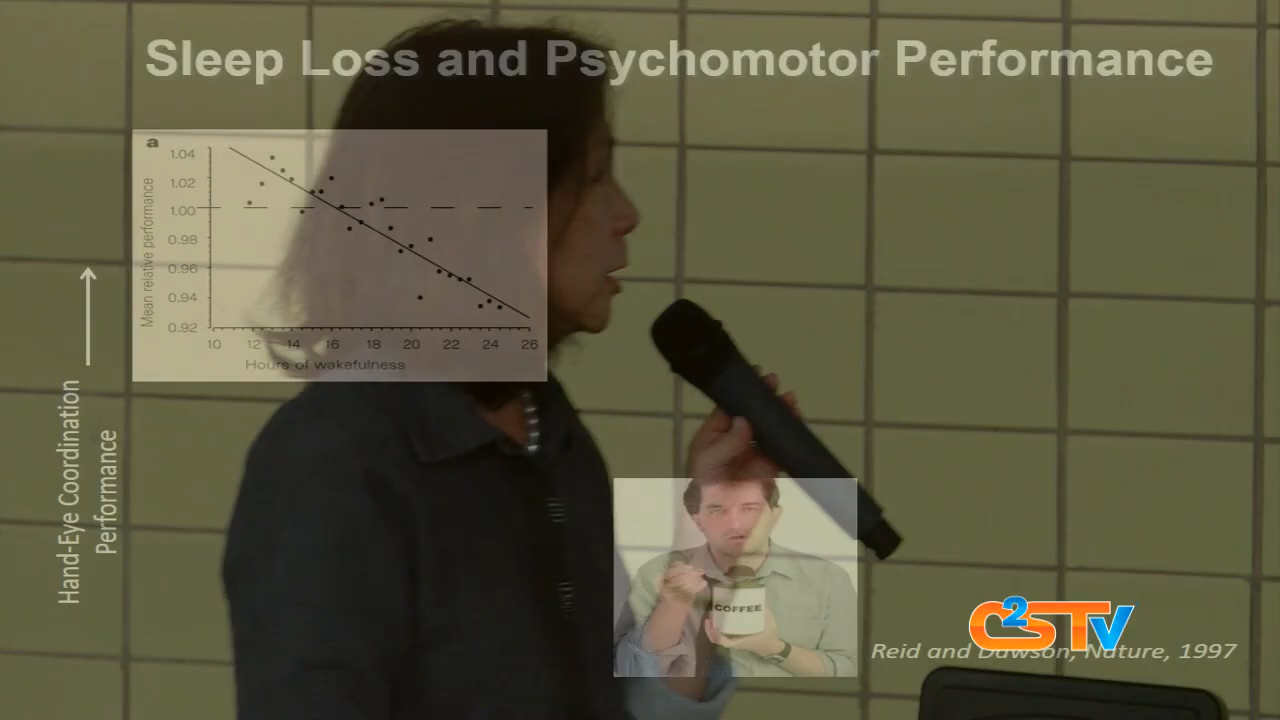 Sleep Loss and Psychomotor Performance
a
1.04
1.02
1.00
0.98
0.96
0.94
0.92
Mean relative performance
10 12 14 16 18 20 22 24 26
Hours of wakefulness
Hand-Eye Coordination
Performance
COFFEE
C2STV
Reid and Dawson, Nature, 1997